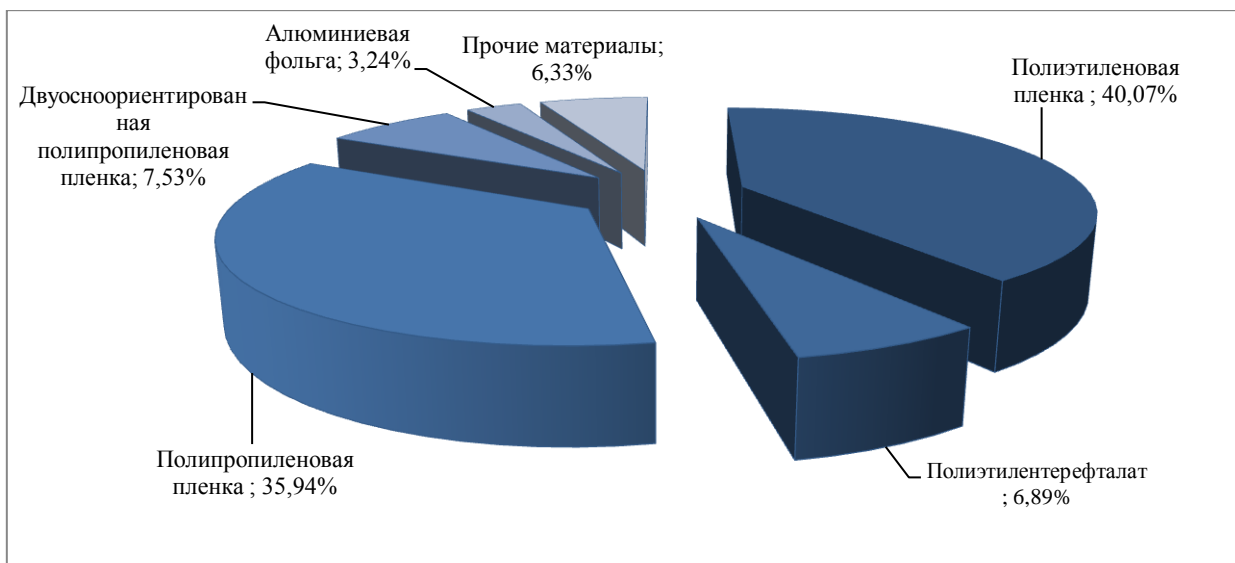 Алюминиевая
фольга; 3,24%
Прочие материалы;
6,33%
Полиэтиленовая
пленка ; 40,07%
Двуосноориентирован
ная
полипропиленовая
пленка; 7,53%
Полипропиленовая
пленка ; 35,94%
Полиэтилентерефталат
; 6,89%